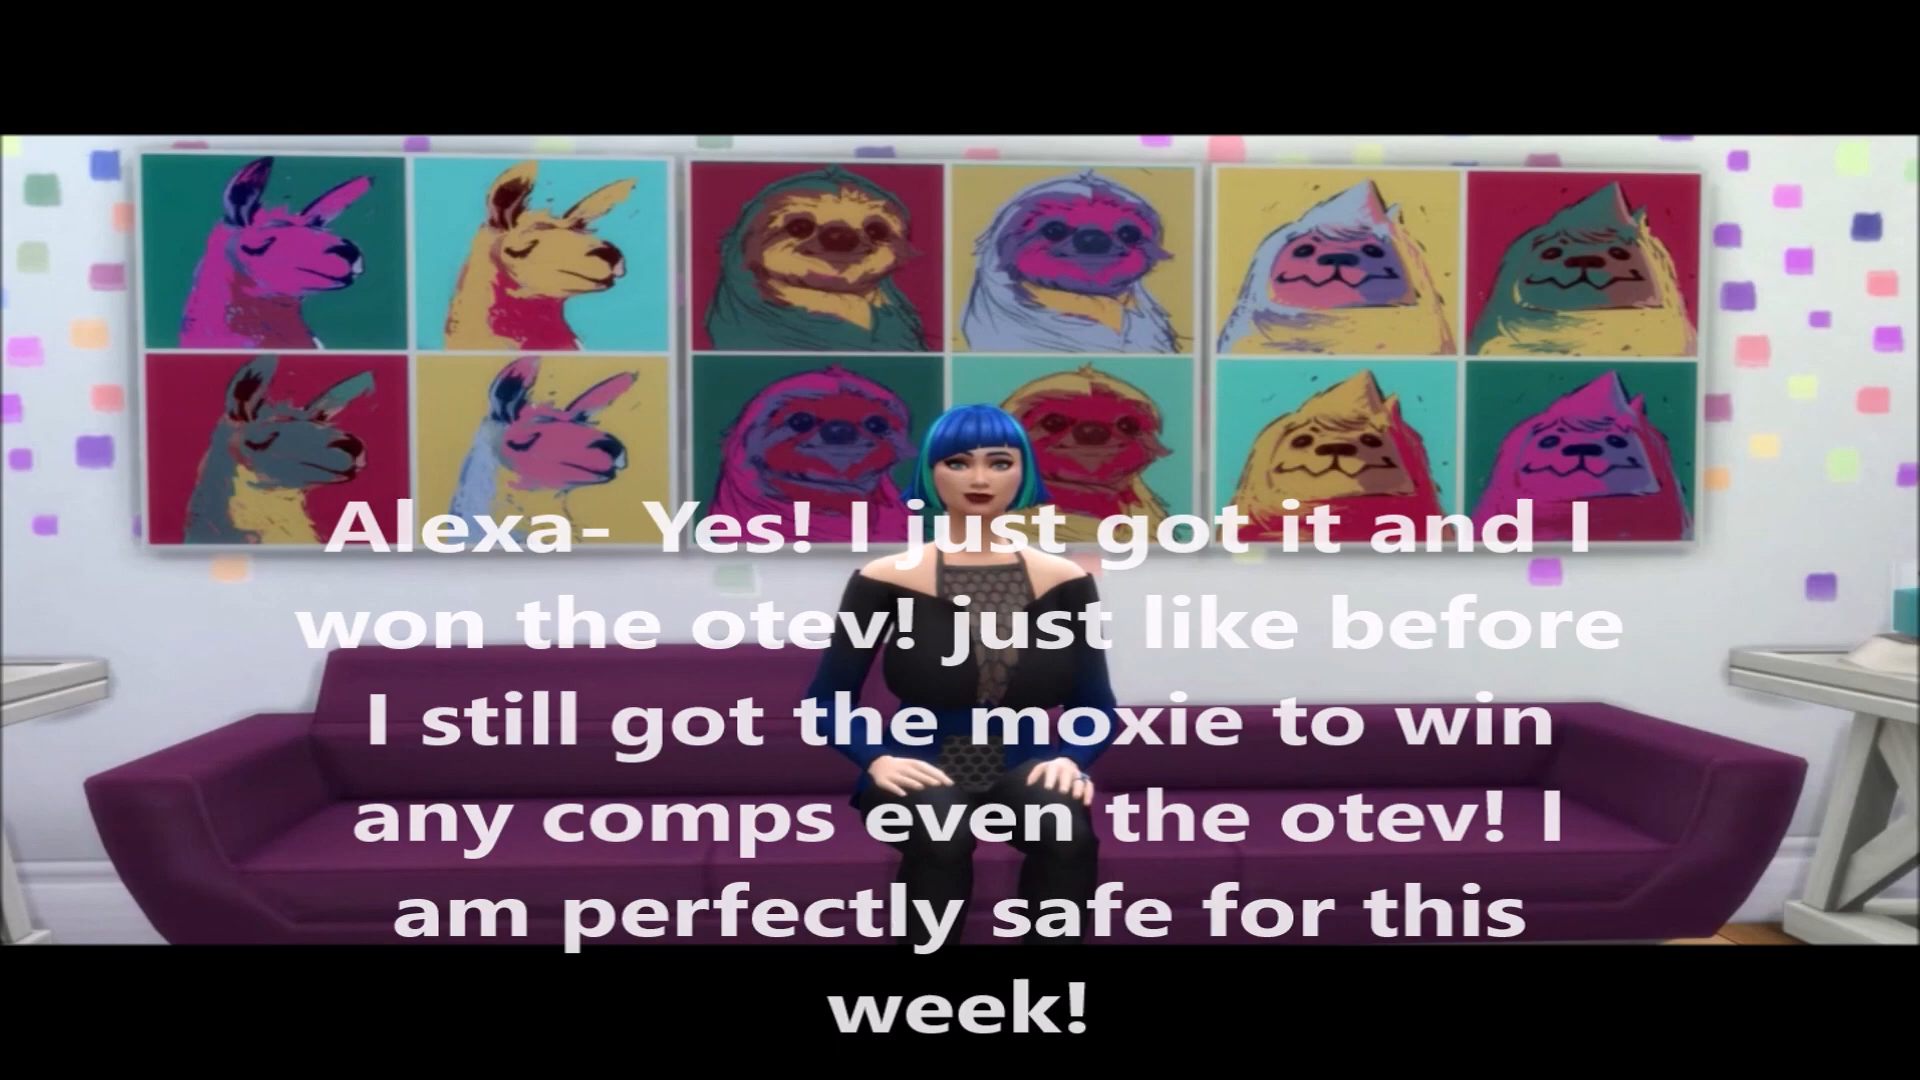 Alexa- Yes! I just got it and I
won the otev! just like before
I still got the moxie to win
any comps even the otev! I
am perfectly safe for this
week!